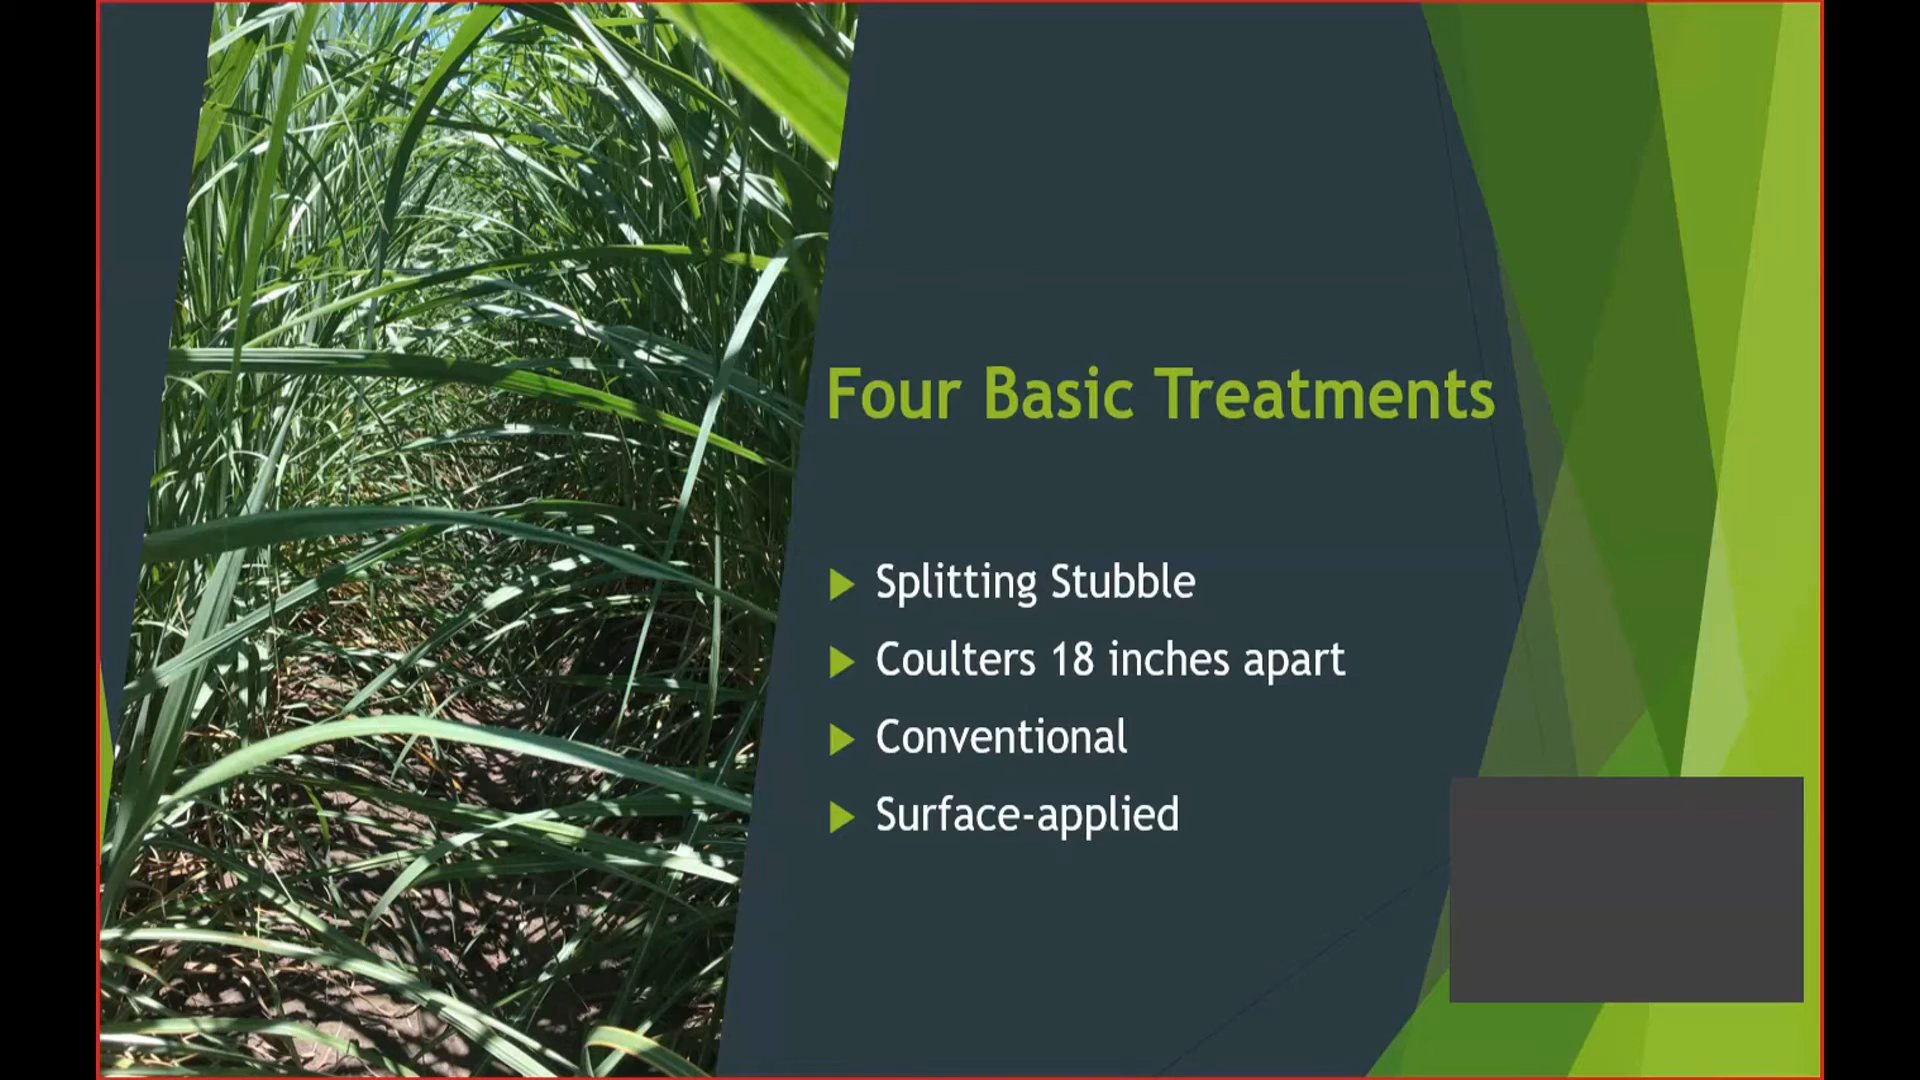 Four Basic Treatments
Splitting Stubble
Coulters 18 inches apart
Conventional
Surface-applied